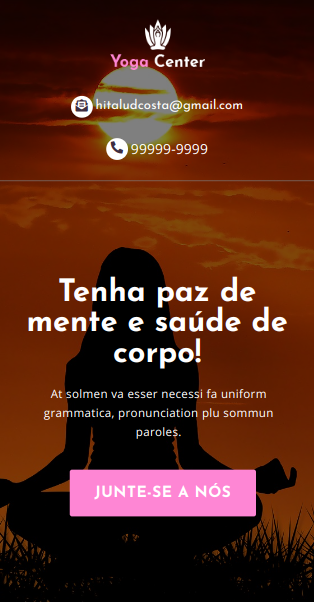 Yoga Center
hitaludcosta@gmail.com
99999-9999
Tenha paz de
mente e saúde de
corpo!
At solmen va esser necessi fa uniform
grammatica, pronunciation plu sommun
paroles.
JUNTE-SE A NÓS